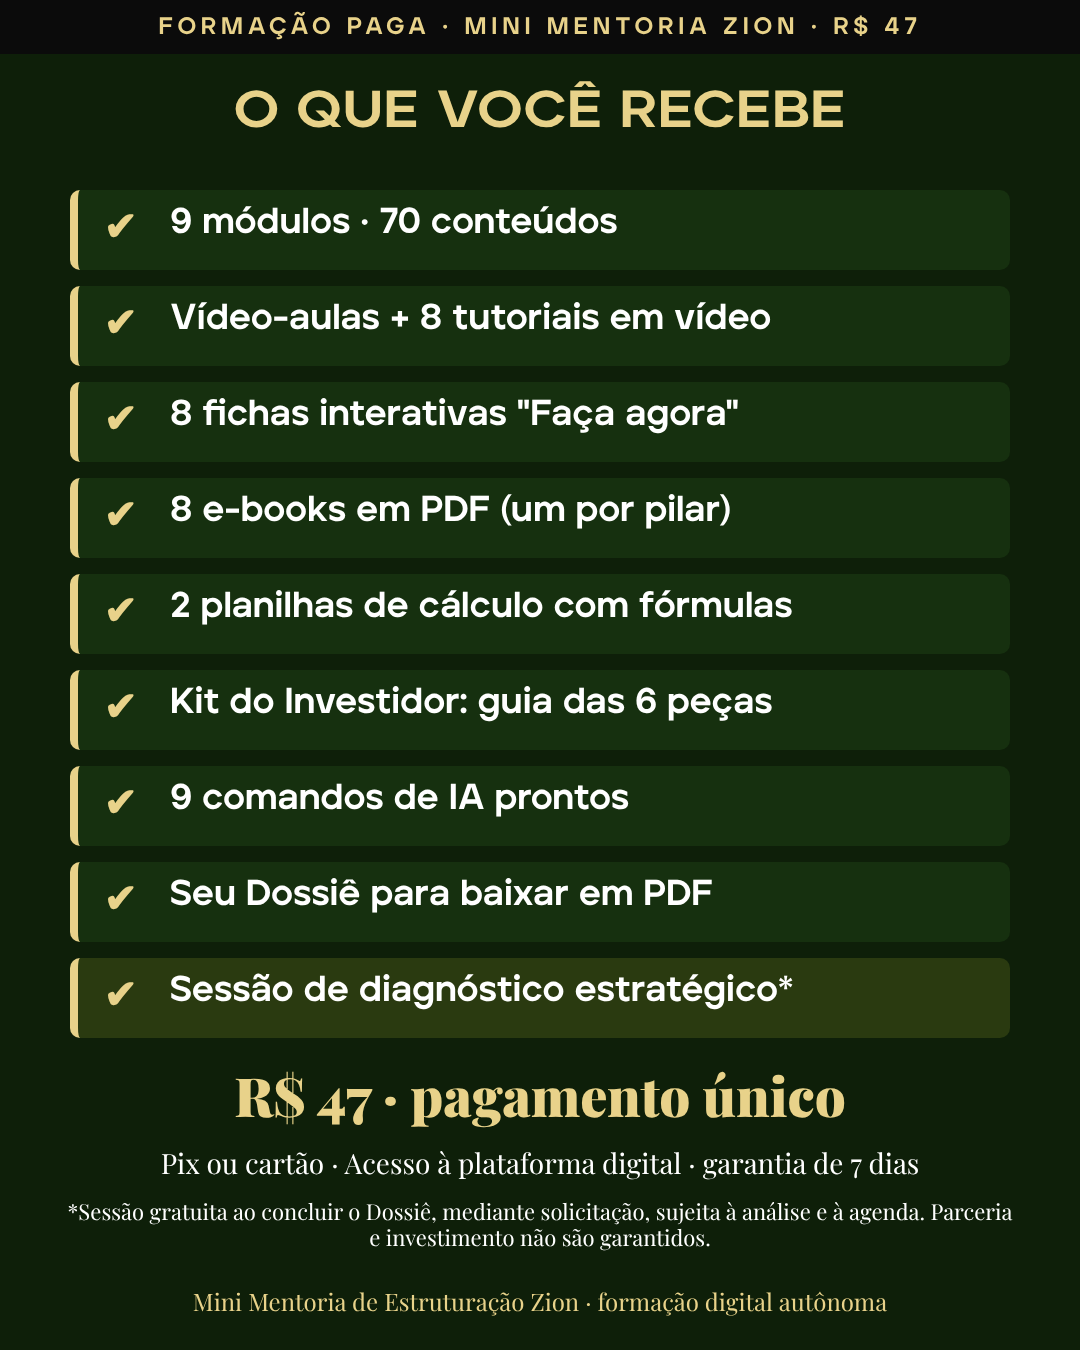 FORMAÇÃO PAGA · MINI MENTORIA ZION · R$ 47
O QUE VOCÊ RECEBE
✔ 9 módulos · 70 conteúdos
✔ Vídeo-aulas + 8 tutoriais em vídeo
✔ 8 fichas interativas "Faça agora"
✔ 8 e-books em PDF (um por pilar)
✔ 2 planilhas de cálculo com fórmulas
✔ Kit do Investidor: guia das 6 peças
✔ 9 comandos de IA prontos
✔ Seu Dossiê para baixar em PDF
✔ Sessão de diagnóstico estratégico*
R$ 47 · pagamento único
Pix ou cartão · Acesso à plataforma digital · garantia de 7 dias
*Sessão gratuita ao concluir o Dossiê, mediante solicitação, sujeita à análise e à agenda. Parceria
e investimento não são garantidos.
Mini Mentoria de Estruturação Zion · formação digital autônoma